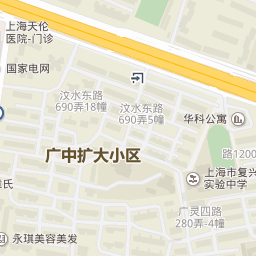 上海天伦
医院-门诊
国家电网
汶水东路
690弄18幢
汶水东路
690弄5幢
华科公寓
广中扩大小区
路1200
上海市复兴
实验中学
氏
广灵四路
280弄-4幢
永琪美容美发